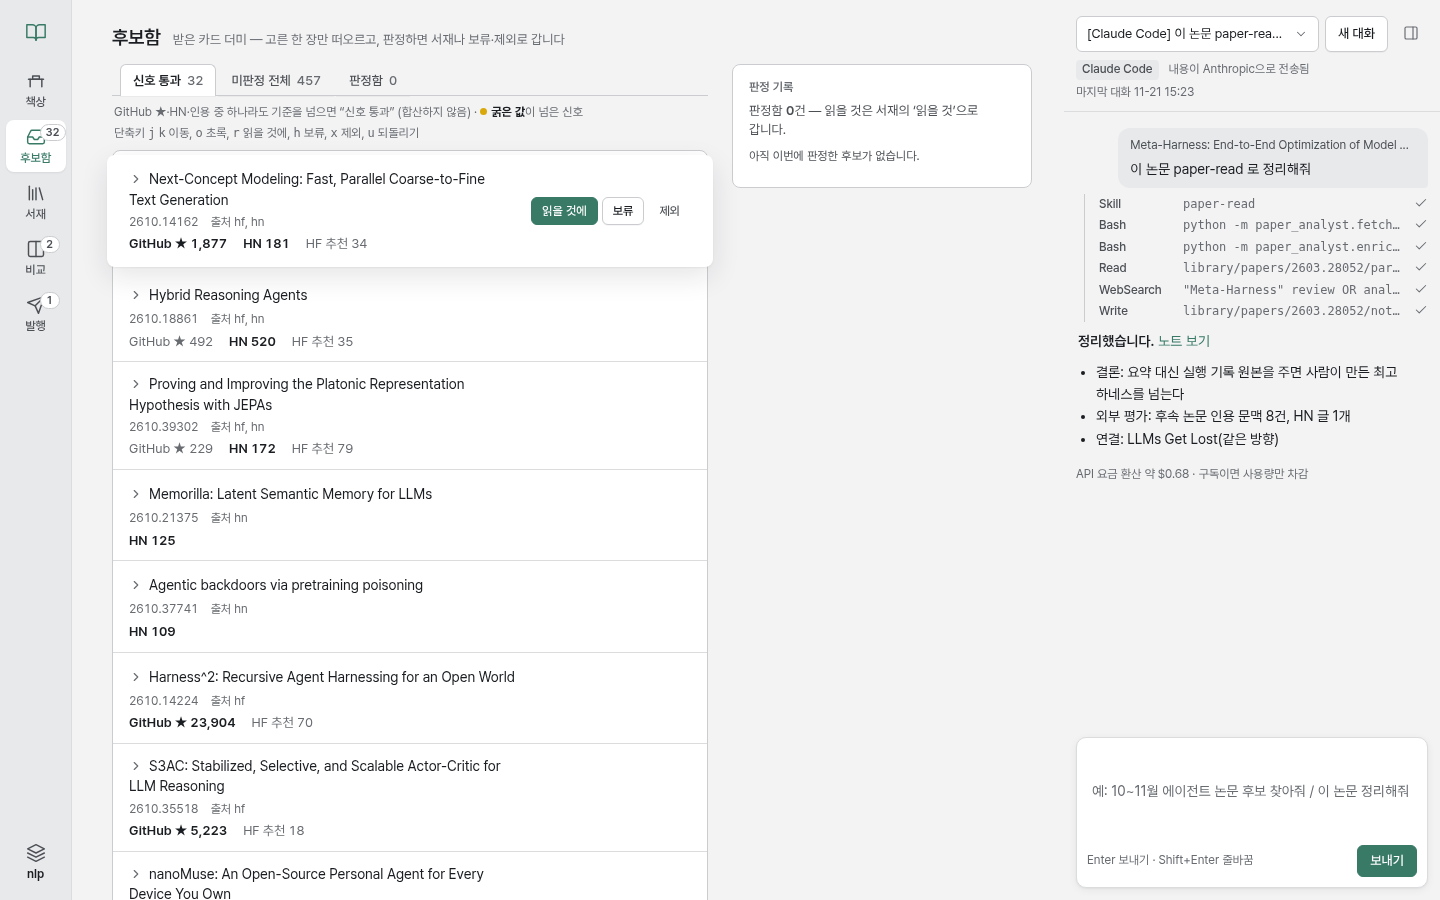 책상
32
후보함
서재
2
비교
1
발행
nlp
후보함 받은 카드 더미 — 고른 한 장만 떠오르고, 판정하면 서재나 보류·제외로 갑니다
신호 통과 32 미판정 전체 457 판정함 0
GitHub ★·HN·인용 중 하나라도 기준을 넘으면 “신호 통과” (합산하지 않음) · 굵은 값이 넘은 신호
단축키 j k 이동, o 초록, r 읽을 것에, h 보류, x 제외, u 되돌리기
Next-Concept Modeling: Fast, Parallel Coarse-to-Fine
Text Generation
2610.14162 출처 hf, hn
GitHub ★ 1,877 HN 181 HF 추천 34
읽을 것에 보류 제외
Hybrid Reasoning Agents
2610.18861 출처 hf, hn
GitHub ★ 492 HN 520 HF 추천 35
Proving and Improving the Platonic Representation
Hypothesis with JEPAs
2610.39302 출처 hf, hn
GitHub ★ 229 HN 172 HF 추천 79
Memorilla: Latent Semantic Memory for LLMs
2610.21375 출처 hn
HN 125
Agentic backdoors via pretraining poisoning
2610.37741 출처 hn
HN 109
Harness^2: Recursive Agent Harnessing for an Open World
2610.14224 출처 hf
GitHub ★ 23,904 HF 추천 70
S3AC: Stabilized, Selective, and Scalable Actor-Critic for
LLM Reasoning
2610.35518 출처 hf
GitHub ★ 5,223 HF 추천 18
nanoMuse: An Open-Source Personal Agent for Every
Device You Own
판정 기록
판정함 0건 — 읽을 것은 서재의 ‘읽을 것’으로
갑니다.
아직 이번에 판정한 후보가 없습니다.
[Claude Code] 이 논문 paper-rea... 새 대화
Claude Code 내용이 Anthropic으로 전송됨
마지막 대화 11-21 15:23
Meta-Harness: End-to-End Optimization of Model ...
이 논문 paper-read 로 정리해줘
Skill paper-read
Bash python -m paper_analyst.fetch…
Bash python -m paper_analyst.enric…
Read library/papers/2603.28052/par…
WebSearch "Meta-Harness" review OR anal…
Write library/papers/2603.28052/not…
정리했습니다. 노트 보기
• 결론: 요약 대신 실행 기록 원본을 주면 사람이 만든 최고
하네스를 넘는다
• 외부 평가: 후속 논문 인용 문맥 8건, HN 글 1개
• 연결: LLMs Get Lost(같은 방향)
API 요금 환산 약 $0.68 · 구독이면 사용량만 차감
예: 10~11월 에이전트 논문 후보 찾아줘 / 이 논문 정리해줘
Enter 보내기 · Shift+Enter 줄바꿈
보내기